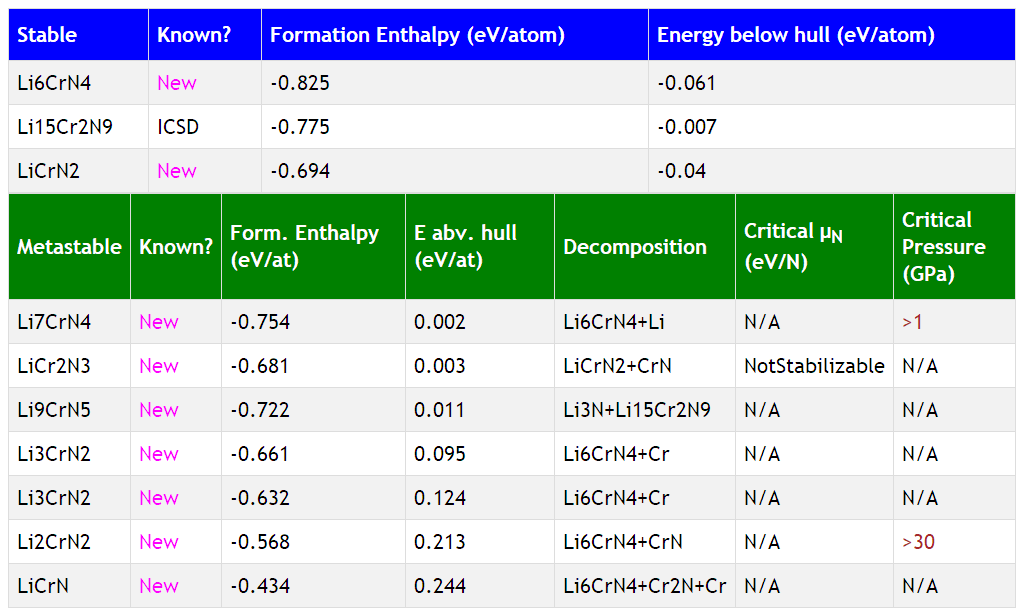 Stable Known? Formation Enthalpy (eV/atom) Energy below hull (eV/atom)
Li6CrN4 New -0.825 -0.061
Li15Cr2N9 ICSD -0.775 -0.007
LiCrN2 New -0.694 -0.04
Metastable Known? Form. Enthalpy (eV/at) E abv. hull (eV/at) Decomposition Critical μN (eV/N) Critical Pressure (GPa)
Li7CrN4 New -0.754 0.002 Li6CrN4+Li N/A >1
LiCr2N3 New -0.681 0.003 LiCrN2+CrN NotStabilizable N/A
Li9CrN5 New -0.722 0.011 Li3N+Li15Cr2N9 N/A N/A
Li3CrN2 New -0.661 0.095 Li6CrN4+Cr N/A N/A
Li3CrN2 New -0.632 0.124 Li6CrN4+Cr N/A N/A
Li2CrN2 New -0.568 0.213 Li6CrN4+CrN N/A >30
LiCrN New -0.434 0.244 Li6CrN4+Cr2N+Cr N/A N/A